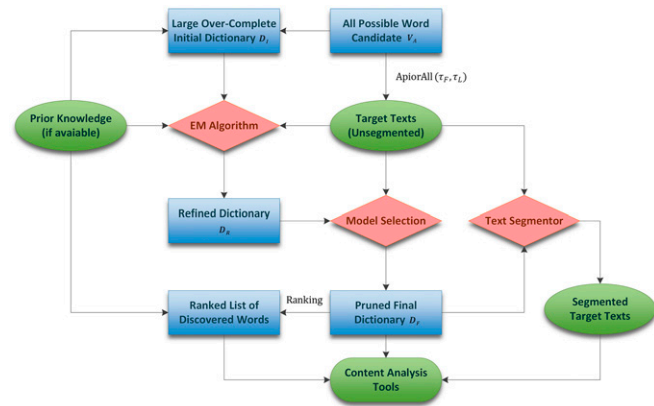 Large Over-Complete
Initial Dictionary D_I
All Possible Word
Candidate V_A
ApiorAll (τ_F, τ_L)
Prior Knowledge
(if avaiable)
EM Algorithm
Target Texts
(Unsegmented)
Refined Dictionary
D_R
Model Selection
Text Segmentor
Ranked List of
Discovered Words
Ranking
Pruned Final
Dictionary D_F
Segmented
Target Texts
Content Analysis
Tools